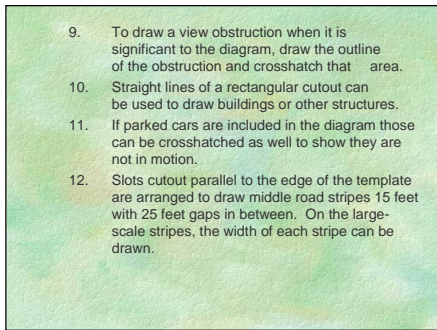 9. To draw a view obstruction when it is
significant to the diagram, draw the outline
of the obstruction and crosshatch that area.
10. Straight lines of a rectangular cutout can
be used to draw buildings or other structures.
11. If parked cars are included in the diagram those
can be crosshatched as well to show they are
not in motion.
12. Slots cutout parallel to the edge of the template
are arranged to draw middle road stripes 15 feet
with 25 feet gaps in between. On the large-
scale stripes, the width of each stripe can be
drawn.